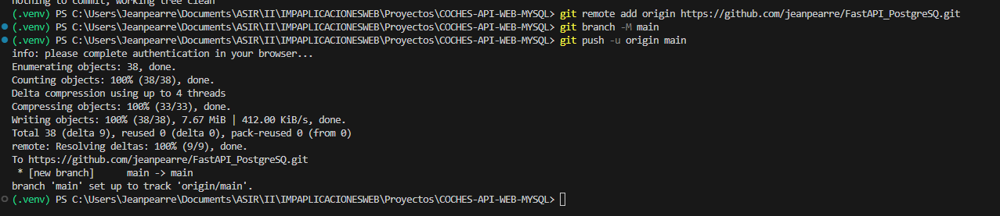 nothing to commit, working tree clean
(.venv) PS C:\Users\Jeanpearre\Documents\ASIR\II\IMPAPLICACIONESWEB\Proyectos\COCHES-API-WEB-MYSQL> git remote add origin https://github.com/jeanpearre/FastAPI_PostgreSQ.git
(.venv) PS C:\Users\Jeanpearre\Documents\ASIR\II\IMPAPLICACIONESWEB\Proyectos\COCHES-API-WEB-MYSQL> git branch -M main
(.venv) PS C:\Users\Jeanpearre\Documents\ASIR\II\IMPAPLICACIONESWEB\Proyectos\COCHES-API-WEB-MYSQL> git push -u origin main
info: please complete authentication in your browser...
Enumerating objects: 38, done.
Counting objects: 100% (38/38), done.
Delta compression using up to 4 threads
Compressing objects: 100% (33/33), done.
Writing objects: 100% (38/38), 7.67 MiB | 412.00 KiB/s, done.
Total 38 (delta 9), reused 0 (delta 0), pack-reused 0 (from 0)
remote: Resolving deltas: 100% (9/9), done.
To https://github.com/jeanpearre/FastAPI_PostgreSQ.git
 * [new branch]      main -> main
branch 'main' set up to track 'origin/main'.
(.venv) PS C:\Users\Jeanpearre\Documents\ASIR\II\IMPAPLICACIONESWEB\Proyectos\COCHES-API-WEB-MYSQL>